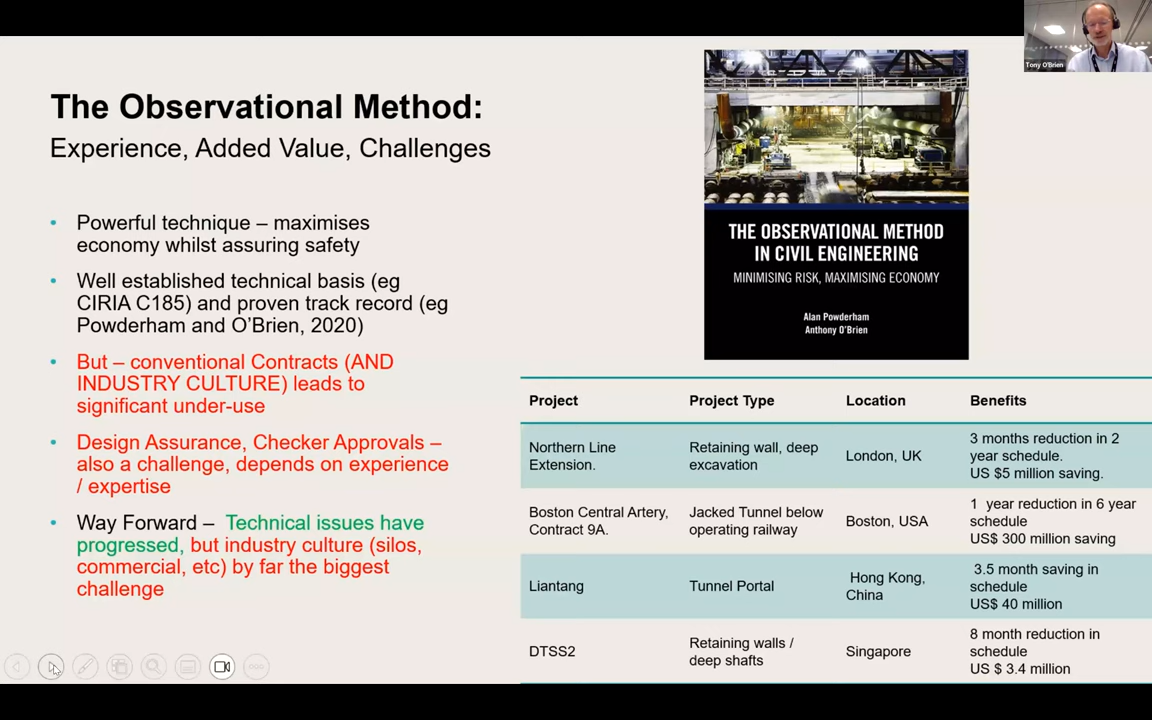 Tony O'Brien
The Observational Method:
Experience, Added Value, Challenges
• Powerful technique – maximises
economy whilst assuring safety
• Well established technical basis (eg
CIRIA C185) and proven track record (eg
Powderham and O'Brien, 2020)
• But – conventional Contracts (AND
INDUSTRY CULTURE) leads to
significant under-use
• Design Assurance, Checker Approvals –
also a challenge, depends on experience
/ expertise
• Way Forward – Technical issues have
progressed, but industry culture (silos,
commercial, etc) by far the biggest
challenge
THE OBSERVATIONAL METHOD
IN CIVIL ENGINEERING
MINIMISING RISK, MAXIMISING ECONOMY
Alan Powderham
Anthony O'Brien
Project Project Type Location Benefits
Northern Line
Extension.
Retaining wall, deep
excavation
London, UK
3 months reduction in 2
year schedule.
US $5 million saving.
Boston Central Artery,
Contract 9A.
Jacked Tunnel below
operating railway
Boston, USA
1 year reduction in 6 year
schedule
US$ 300 million saving
Liantang
Tunnel Portal
Hong Kong,
China
3.5 month saving in
schedule
US$ 40 million
DTSS2
Retaining walls /
deep shafts
Singapore
8 month reduction in
schedule
US $ 3.4 million